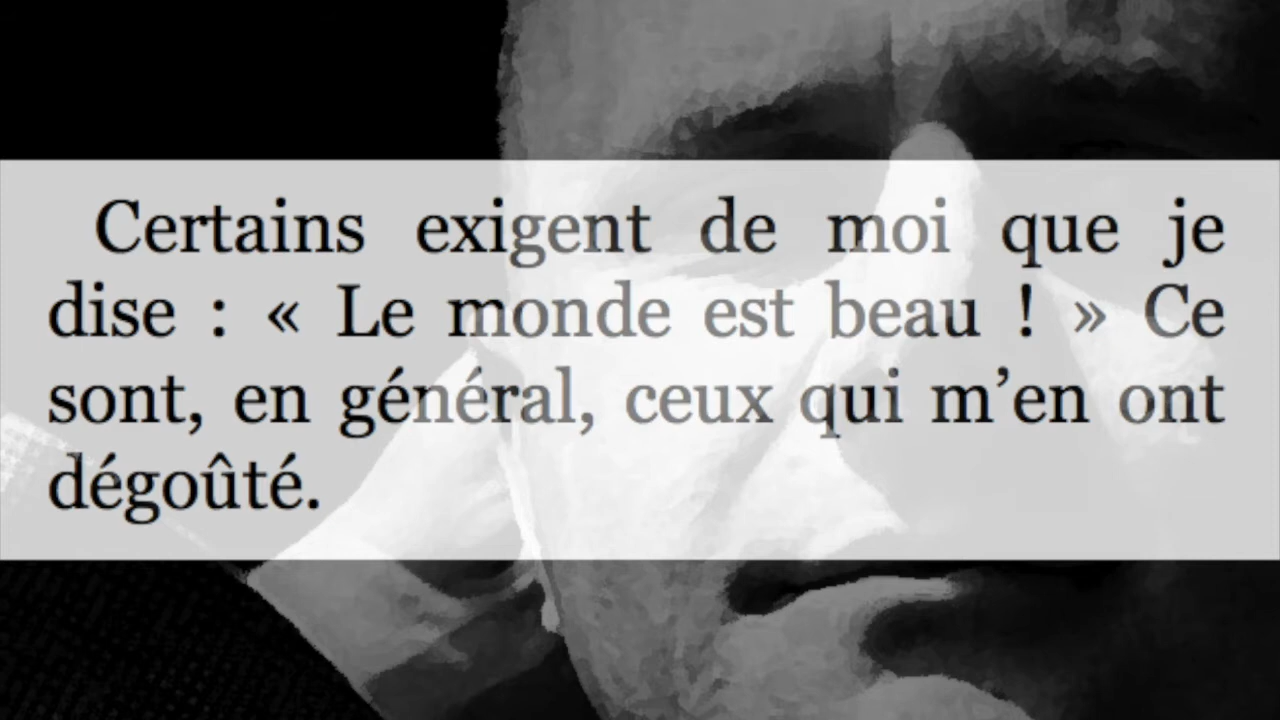 Certains exigent de moi que je
dise : « Le monde est beau ! » Ce
sont, en général, ceux qui m’en ont
dégoûté.